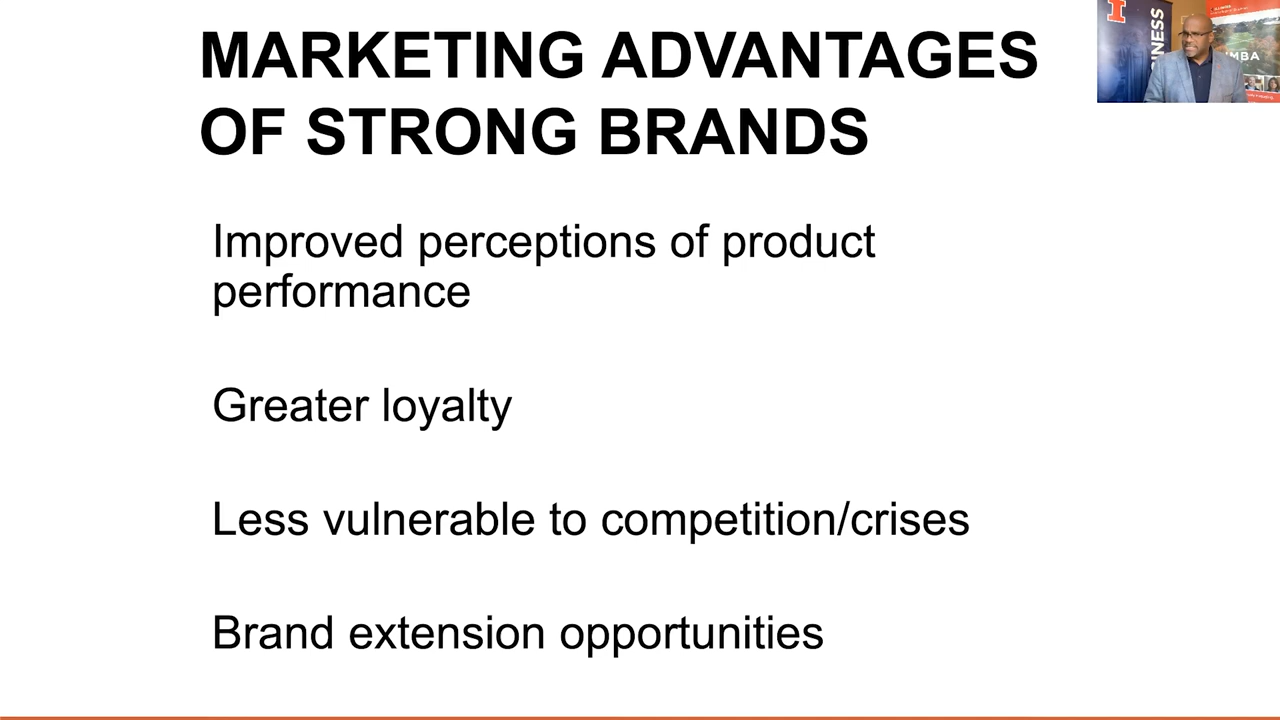 MARKETING ADVANTAGES
OF STRONG BRANDS
Improved perceptions of product
performance
Greater loyalty
Less vulnerable to competition/crises
Brand extension opportunities
I
MBA